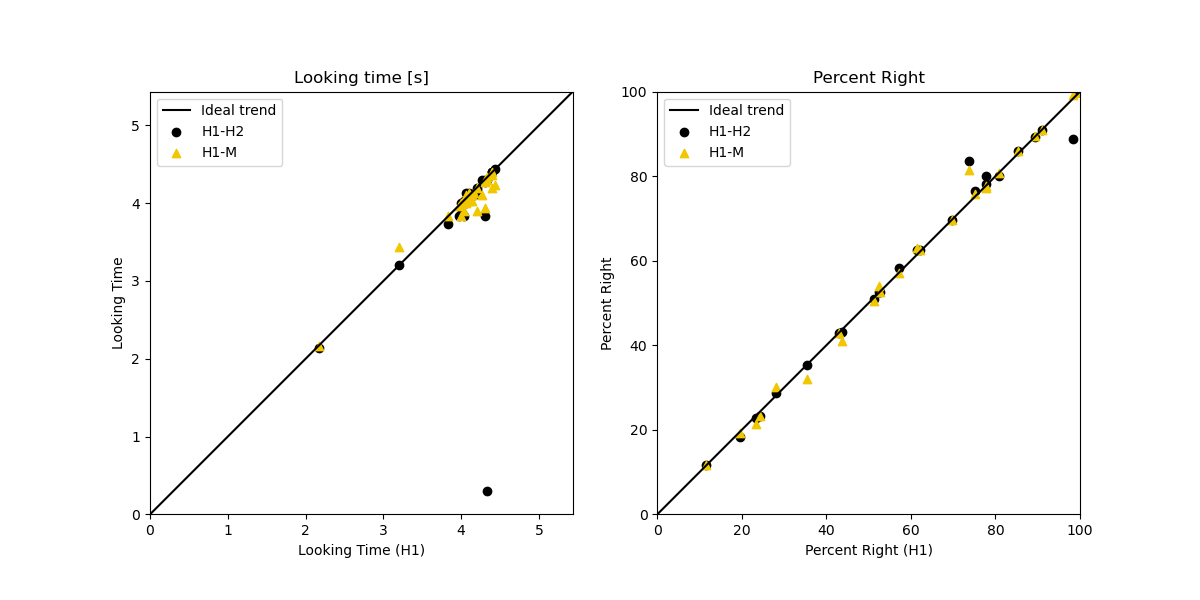 Looking time [s]
Ideal trend
H1-H2
H1-M
5
4
3
2
1
0
Looking Time
0 1 2 3 4 5
Looking Time (H1)
Percent Right
Ideal trend
H1-H2
H1-M
100
80
60
40
20
0
Percent Right
0 20 40 60 80 100
Percent Right (H1)